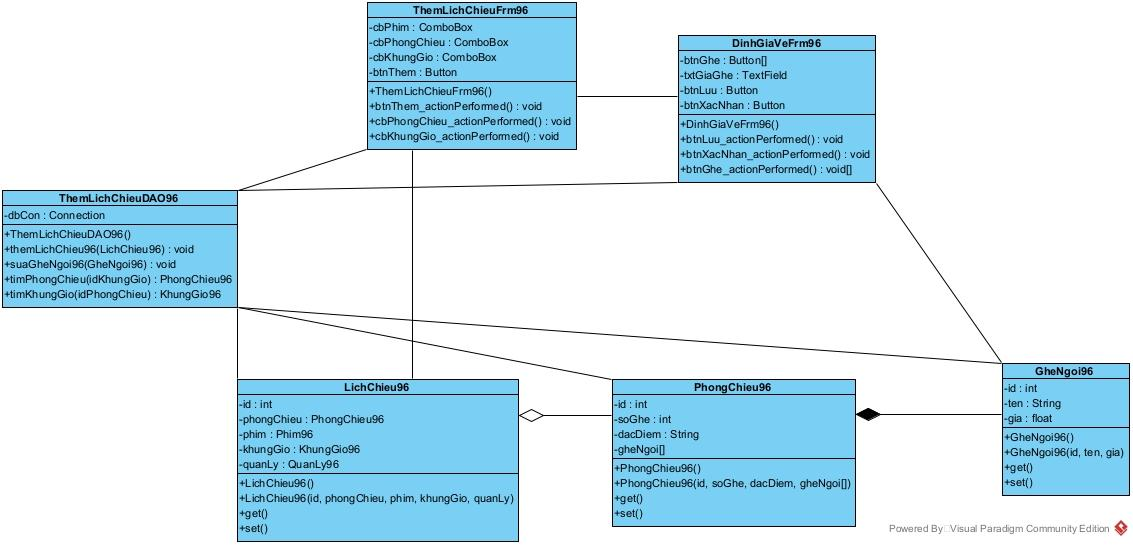 ThemLichChieuFrm96
-cbPhim : ComboBox
-cbPhongChieu : ComboBox
-cbKhungGio : ComboBox
-btnThem : Button
+ThemLichChieuFrm96()
+btnThem_actionPerformed() : void
+cbPhongChieu_actionPerformed() : void
+cbKhungGio_actionPerformed() : void
DinhGiaVeFrm96
-btnGhe : Button[]
-txtGiaGhe : TextField
-btnLuu : Button
-btnXacNhan : Button
+DinhGiaVeFrm96()
+btnLuu_actionPerformed() : void
+btnXacNhan_actionPerformed() : void
+btnGhe_actionPerformed() : void[]
ThemLichChieuDAO96
-dbCon : Connection
+ThemLichChieuDAO96()
+themLichChieu96(LichChieu96) : void
+suaGheNgoi96(GheNgoi96) : void
+timPhongChieu(idKhungGio) : PhongChieu96
+timKhungGio(idPhongChieu) : KhungGio96
LichChieu96
-id : int
-phongChieu : PhongChieu96
-phim : Phim96
-khungGio : KhungGio96
-quanLy : QuanLy96
+LichChieu96()
+LichChieu96(id, phongChieu, phim, khungGio, quanLy)
+get()
+set()
PhongChieu96
-id : int
-soGhe : int
-dacDiem : String
-gheNgoi[]
+PhongChieu96()
+PhongChieu96(id, soGhe, dacDiem, gheNgoi[])
+get()
+set()
GheNgoi96
-id : int
-ten : String
-gia : float
+GheNgoi96()
+GheNgoi96(id, ten, gia)
+get()
+set()
Powered By Visual Paradigm Community Edition